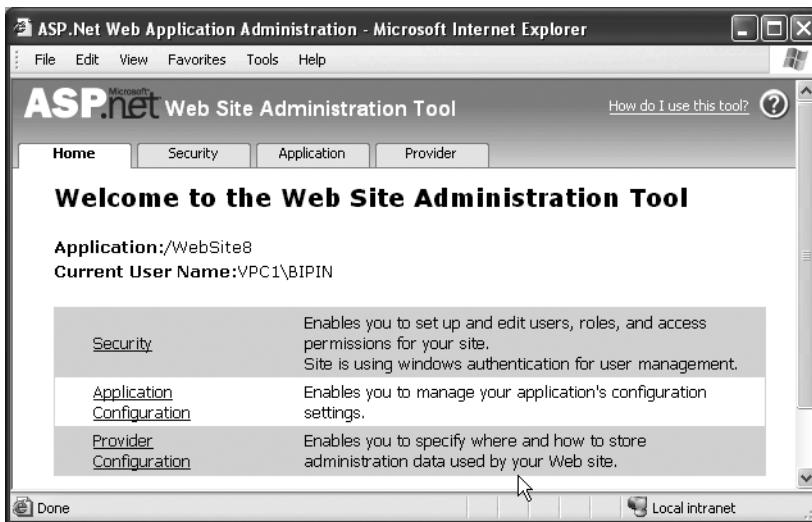 ASP.Net Web Application Administration - Microsoft Internet Explorer
File Edit View Favorites Tools Help
Microsoft
ASP.net Web Site Administration Tool How do I use this tool? ?
Home Security Application Provider
Welcome to the Web Site Administration Tool
Application:/WebSite8
Current User Name:VPC1\BIPIN
Security Enables you to set up and edit users, roles, and access
permissions for your site.
Site is using windows authentication for user management.
Application Enables you to manage your application's configuration
Configuration settings.
Provider Enables you to specify where and how to store
Configuration administration data used by your Web site.
Done Local intranet